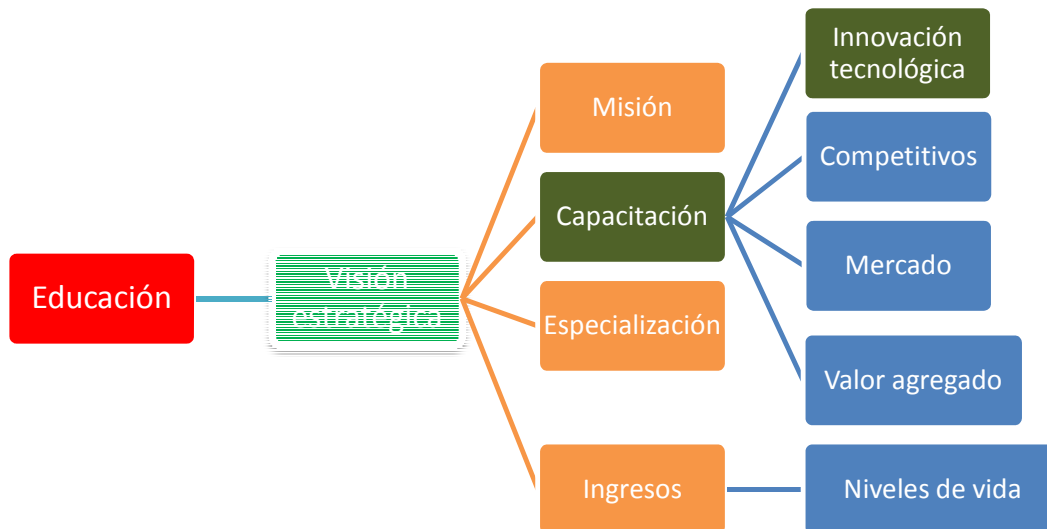 Educación
Visión
estratégica
Misión
Capacitación
Especialización
Ingresos
Innovación
tecnológica
Competitivos
Mercado
Valor agregado
Niveles de vida